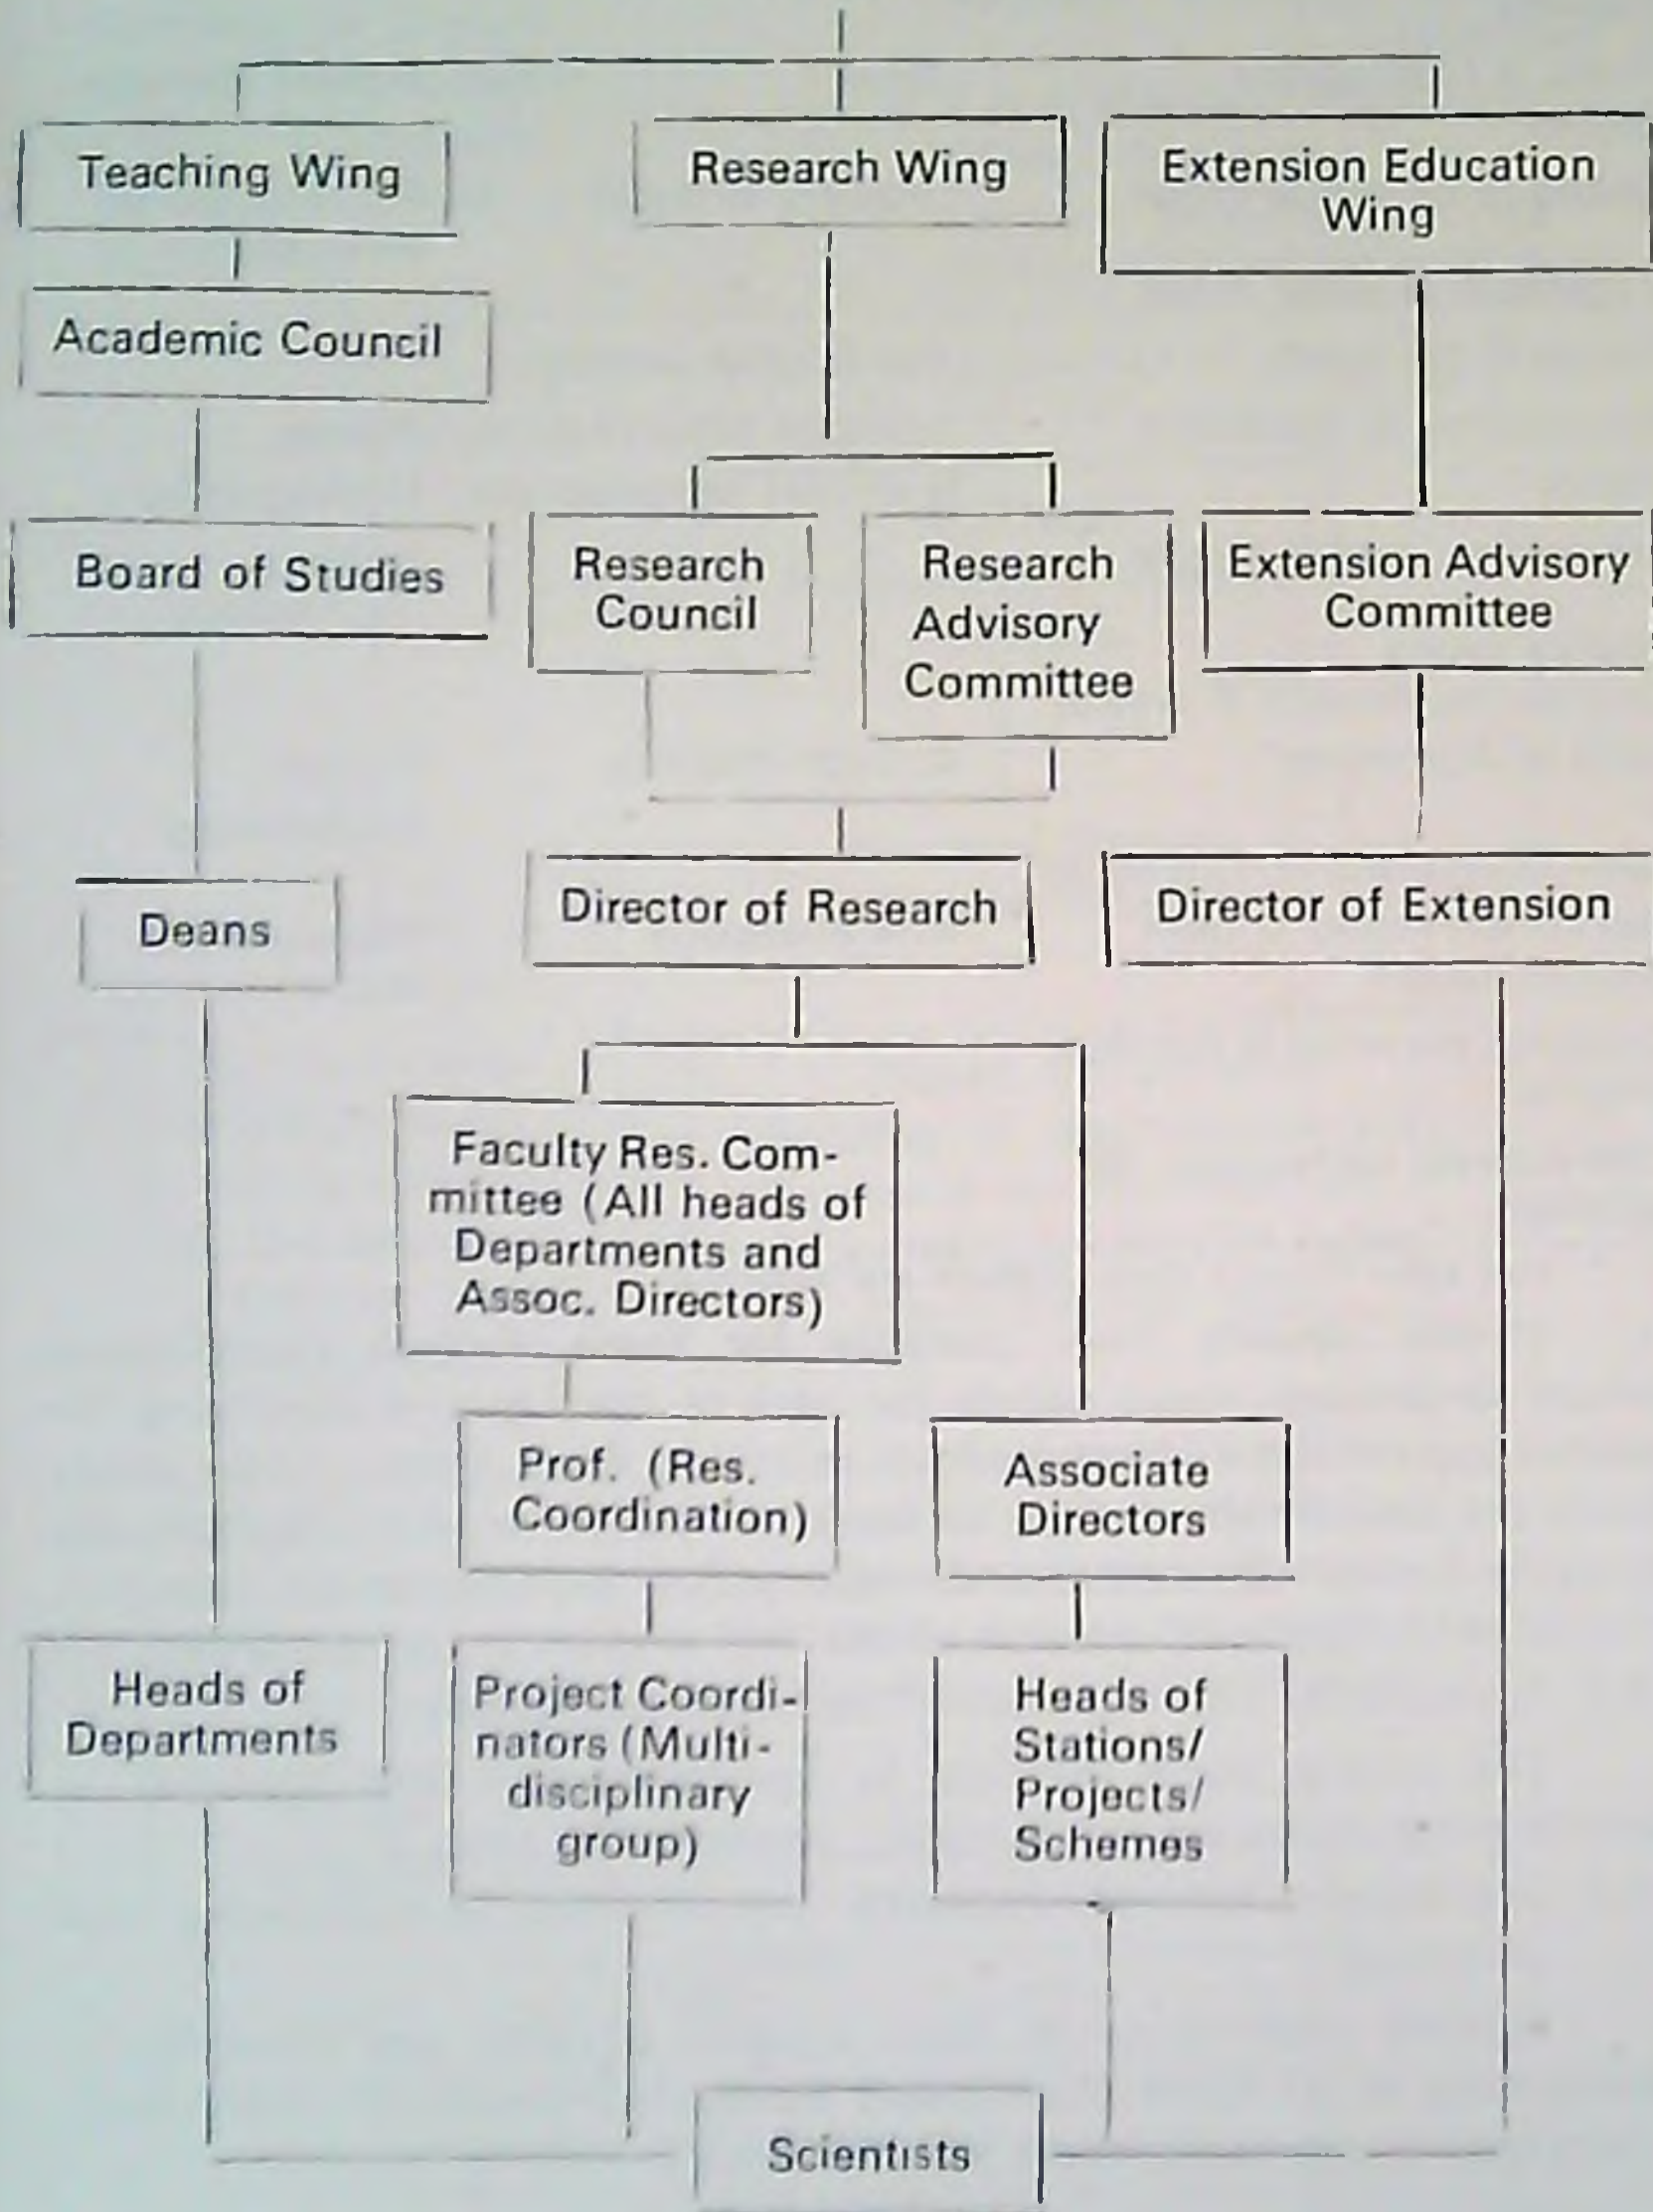 Teaching Wing
Research Wing
Extension Education
Wing
Academic Council
Board of Studies
Research
Council
Research
Advisory
Committee
Extension Advisory
Committee
Deans
Director of Research
Director of Extension
Faculty Res. Com-
mittee (All heads of
Departments and
Assoc. Directors)
Prof. (Res.
Coordination)
Associate
Directors
Heads of
Departments
Project Coordi-
nators (Multi-
disciplinary
group)
Heads of
Stations/
Projects/
Schemes
Scientists